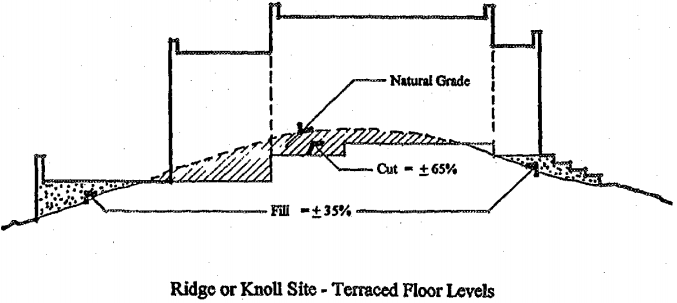 Natural Grade
Cut = ±65%
Fill =±35%
Ridge or Knoll Site - Terraced Floor Levels